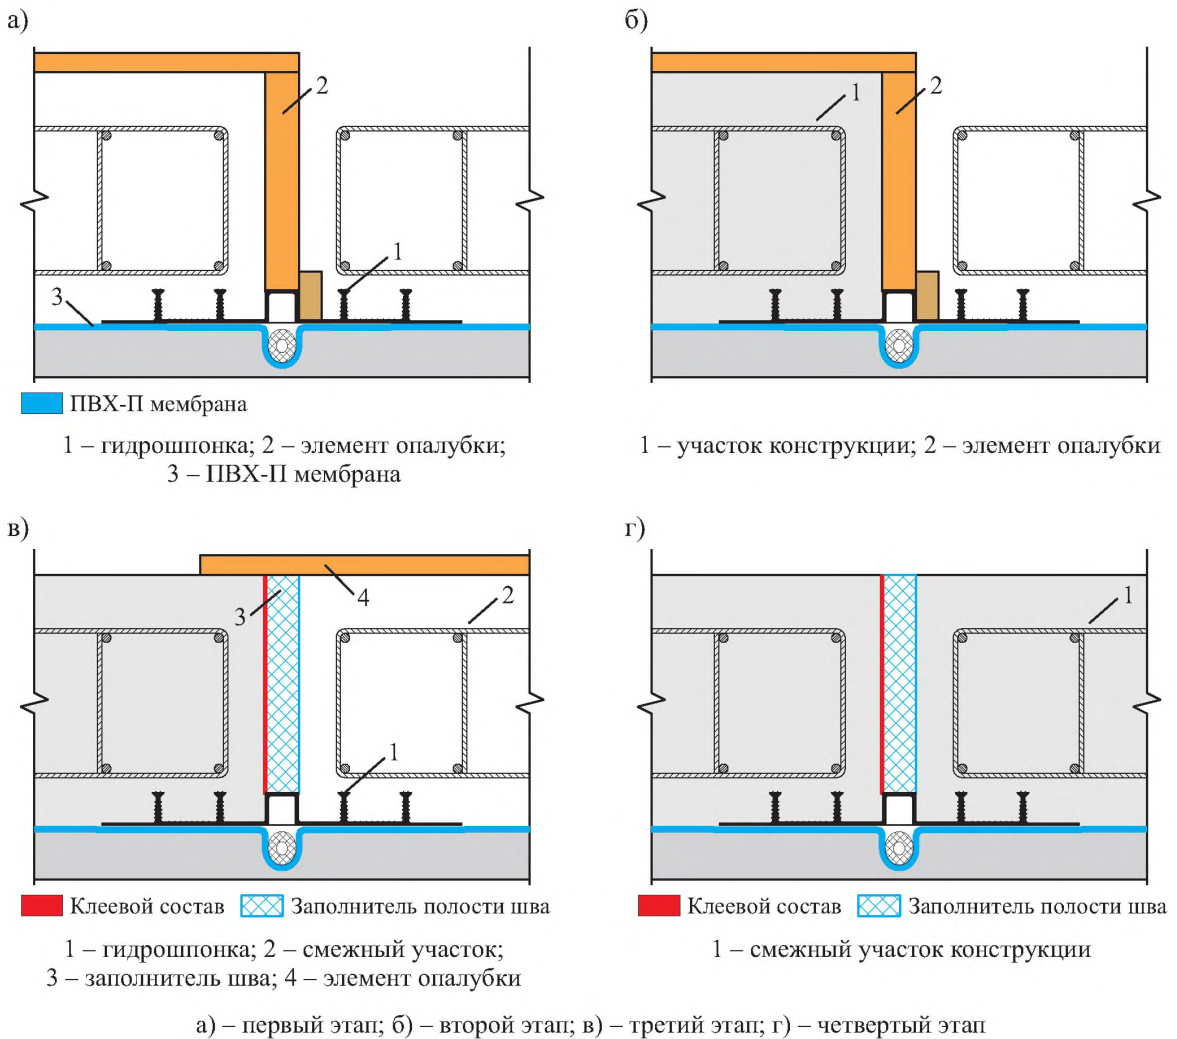 а)
б)
2
1
3
1
2
ПВХ-П мембрана
1 – гидрошпонка; 2 – элемент опалубки;
3 – ПВХ-П мембрана
1 – участок конструкции; 2 – элемент опалубки
в)
г)
3
4
2
1
1
Клеевой состав
Заполнитель полости шва
Клеевой состав
Заполнитель полости шва
1 – гидрошпонка; 2 – смежный участок;
3 – заполнитель шва; 4 – элемент опалубки
1 – смежный участок конструкции
а) – первый этап; б) – второй этап; в) – третий этап; г) – четвертый этап